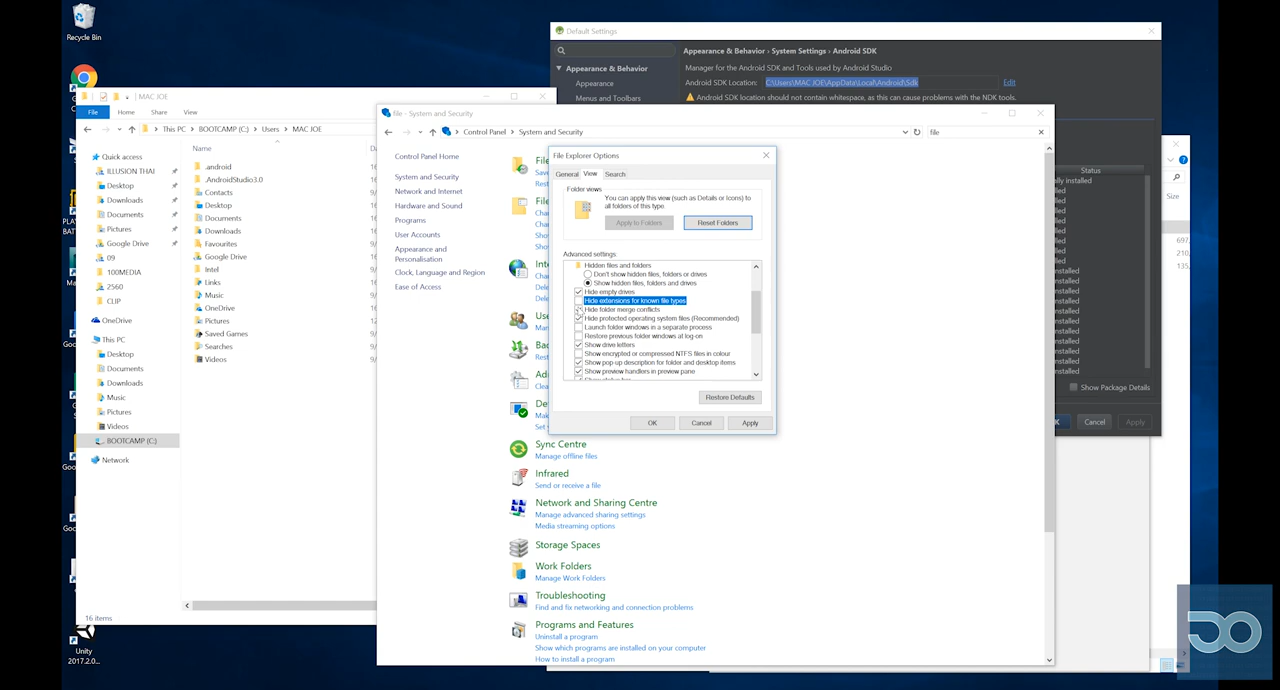 Recycle Bin
Default Settings
Appearance & Behavior › System Settings › Android SDK
Manager for the Android SDK and Tools used by Android Studio
Android SDK Location: C:\Users\MAC JOE\AppData\Local\Android\Sdk Edit
Android SDK location should not contain whitespace, as this can cause problems with the NDK tools.
Appearance & Behavior
Appearance
Menus and Toolbars
Status
Show Package Details
Cancel
Apply
Size
697,
210,
135,
MAC JOE
File
Home
Share
View
This PC › BOOTCAMP (C:) › Users › MAC JOE
Name
Quick access
ILLUSION THAI
Desktop
Downloads
Documents
Pictures
Google Drive
09
100MEDIA
2560
CLIP
OneDrive
This PC
Desktop
Documents
Downloads
Music
Pictures
Videos
BOOTCAMP (C:)
Network
.android
.AndroidStudio3.0
Contacts
Desktop
Documents
Downloads
Favourites
Google Drive
Intel
Links
Music
OneDrive
Pictures
Saved Games
Searches
Videos
16 items
Unity
2017.2.0...
file - System and Security
Control Panel › System and Security
file
Control Panel Home
System and Security
Network and Internet
Hardware and Sound
Programs
User Accounts
Appearance and
Personalisation
Clock, Language and Region
Ease of Access
File Explorer Options
General
View
Search
Folder views
You can apply this view (such as Details or Icons) to
all folders of this type.
Apply to Folders
Reset Folders
Advanced settings:
Hidden files and folders
Don't show hidden files, folders or drives
Show hidden files, folders and drives
Hide empty drives
Hide extensions for known file types
Hide folder merge conflicts
Hide protected operating system files (Recommended)
Launch folder windows in a separate process
Restore previous folder windows at log-on
Show drive letters
Show encrypted or compressed NTFS files in colour
Show pop-up description for folder and desktop items
Show preview handlers in preview pane
Restore Defaults
OK
Cancel
Apply
Sync Centre
Manage offline files
Infrared
Send or receive a file
Network and Sharing Centre
Manage advanced sharing settings
Media streaming options
Storage Spaces
Work Folders
Manage Work Folders
Troubleshooting
Find and fix networking and connection problems
Programs and Features
Uninstall a program
Show which programs are installed on your computer
How to install a program